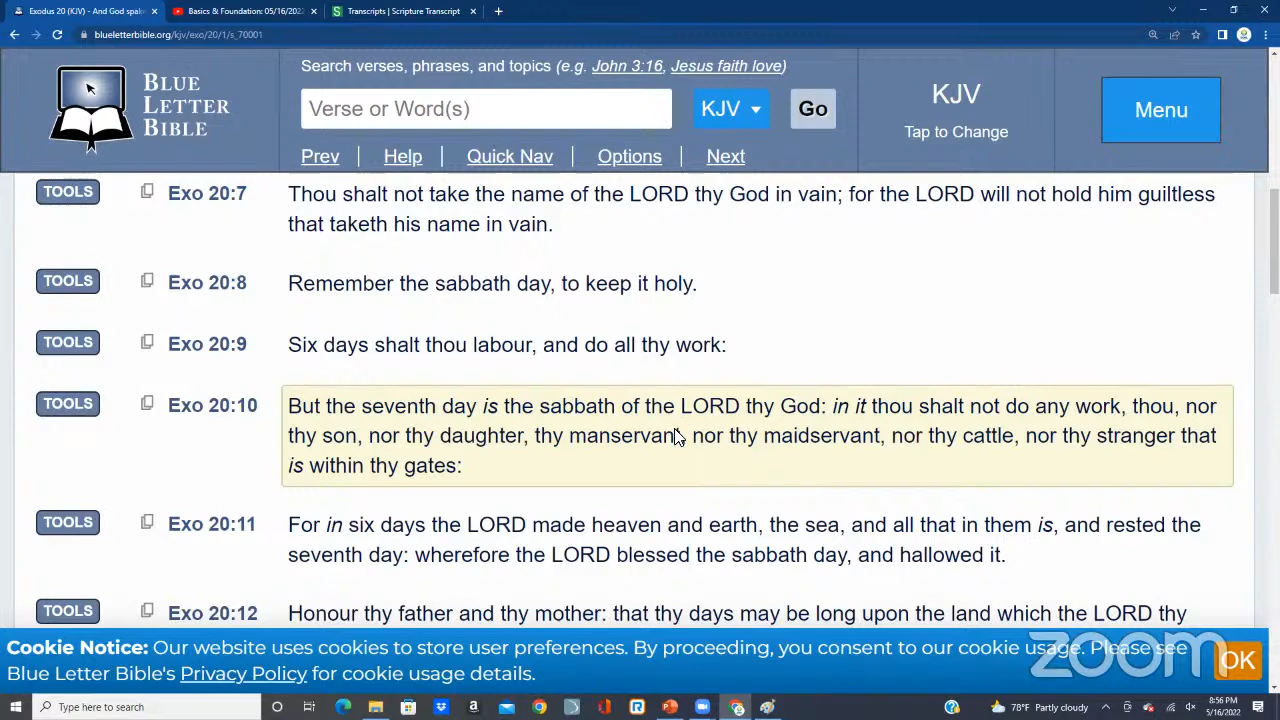 Exodus 20 (KJV) - And God spak
Basics & Foundation: 05/16/2022
Transcripts | Scripture Transcript
blueletterbible.org/kjv/exo/20/1/s_70001
BLUE
LETTER
BIBLE
Search verses, phrases, and topics (e.g. John 3:16, Jesus faith love)
Verse or Word(s)
KJV
Go
Prev
Help
Quick Nav
Options
Next
KJV
Tap to Change
Menu
TOOLS Exo 20:7 Thou shalt not take the name of the LORD thy God in vain; for the LORD will not hold him guiltless
that taketh his name in vain.
TOOLS Exo 20:8 Remember the sabbath day, to keep it holy.
TOOLS Exo 20:9 Six days shalt thou labour, and do all thy work:
TOOLS Exo 20:10 But the seventh day is the sabbath of the LORD thy God: in it thou shalt not do any work, thou, nor
thy son, nor thy daughter, thy manservant, nor thy maidservant, nor thy cattle, nor thy stranger that
is within thy gates:
TOOLS Exo 20:11 For in six days the LORD made heaven and earth, the sea, and all that in them is, and rested the
seventh day: wherefore the LORD blessed the sabbath day, and hallowed it.
TOOLS Exo 20:12 Honour thy father and thy mother: that thy days may be long upon the land which the LORD thy
Cookie Notice: Our website uses cookies to store user preferences. By proceeding, you consent to our cookie usage. Please see
Blue Letter Bible's Privacy Policy for cookie usage details.
OK
zoom
Type here to search
78°F Partly cloudy
8:56 PM
5/16/2022